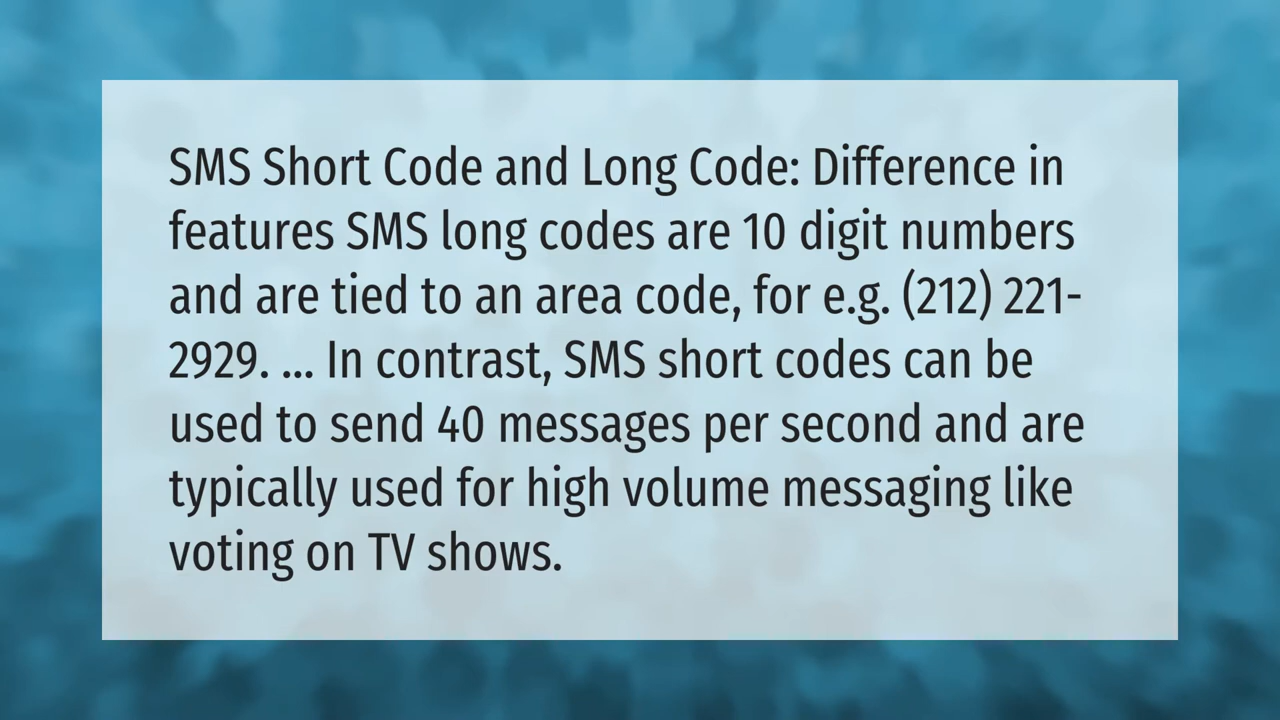 SMS Short Code and Long Code: Difference in
features SMS long codes are 10 digit numbers
and are tied to an area code, for e.g. (212) 221-
2929. ... In contrast, SMS short codes can be
used to send 40 messages per second and are
typically used for high volume messaging like
voting on TV shows.